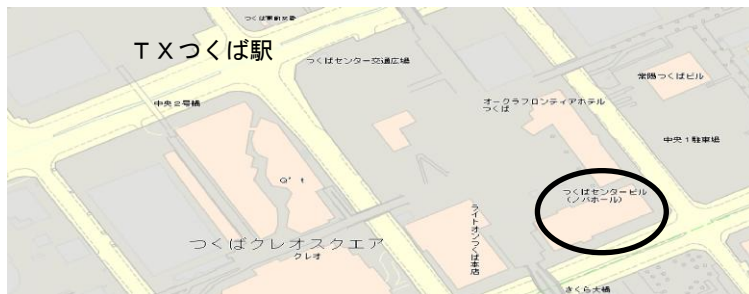 つくば駅前広場
ＴＸつくば駅
つくばセンター交通広場
中央２号橋
常陽つくばビル
オークラフロンティアホテル
つくば
中央１駐車場
Q’t
つくばセンタービル
（ノバホール）
ライトオンつくば本店
つくばクレオスクエア
クレオ
さくら大橋